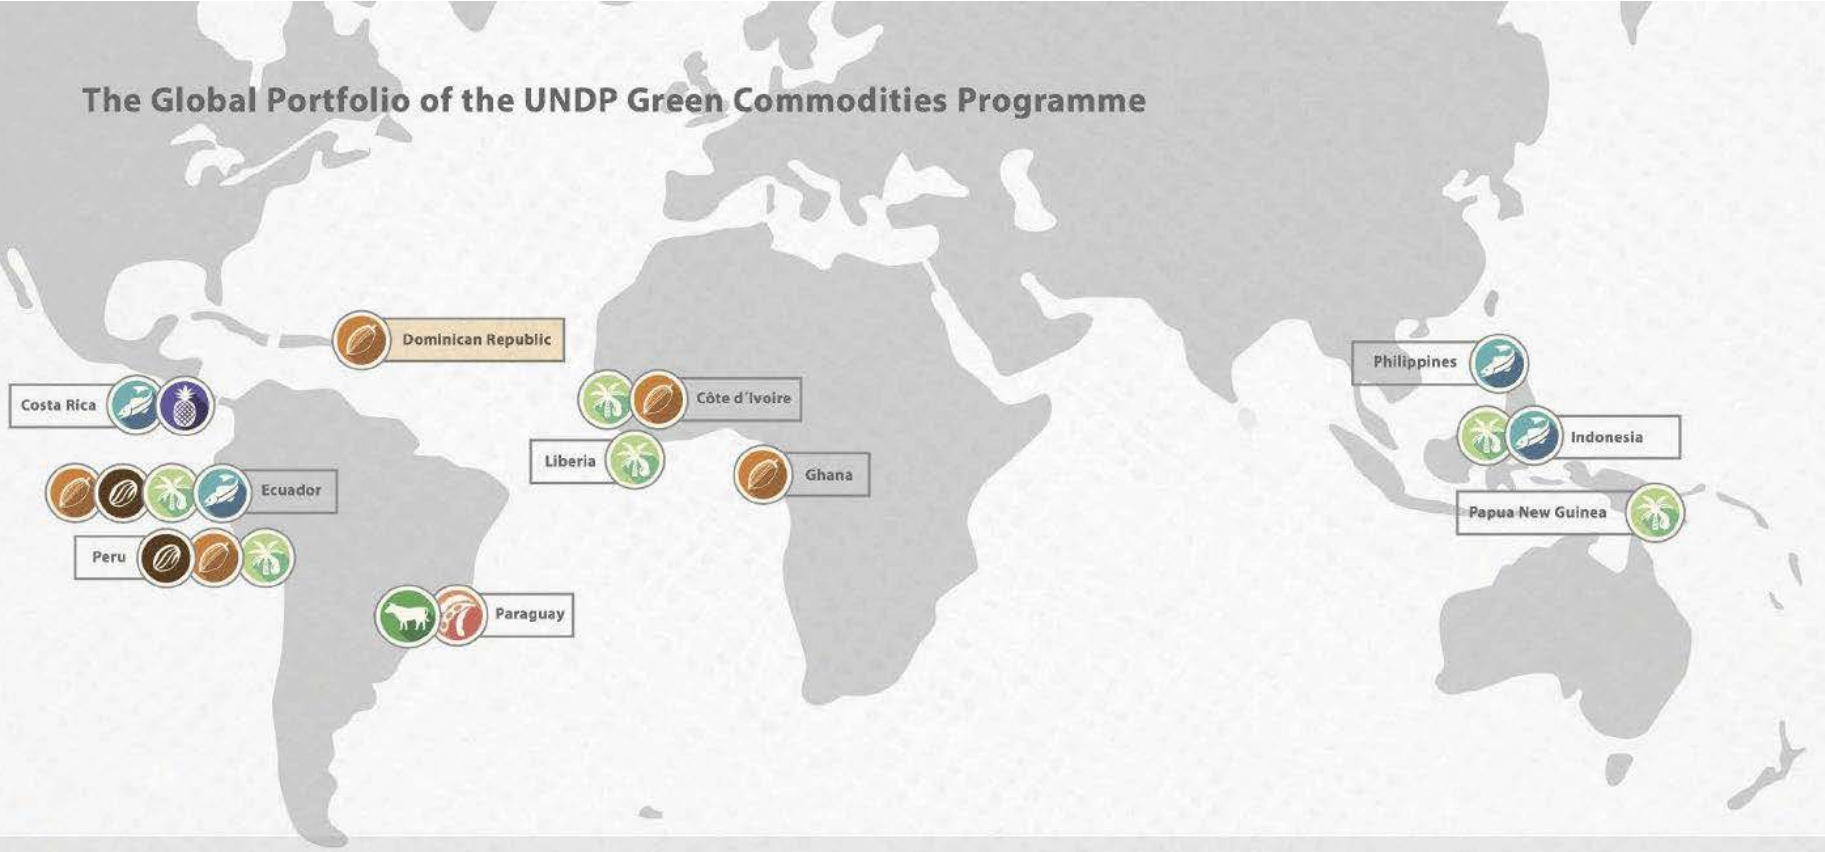 The Global Portfolio of the UNDP Green Commodities Programme
Dominican Republic
Costa Rica
Côte d´Ivoire
Philippines
Liberia
Ghana
Indonesia
Ecuador
Papua New Guinea
Peru
Paraguay